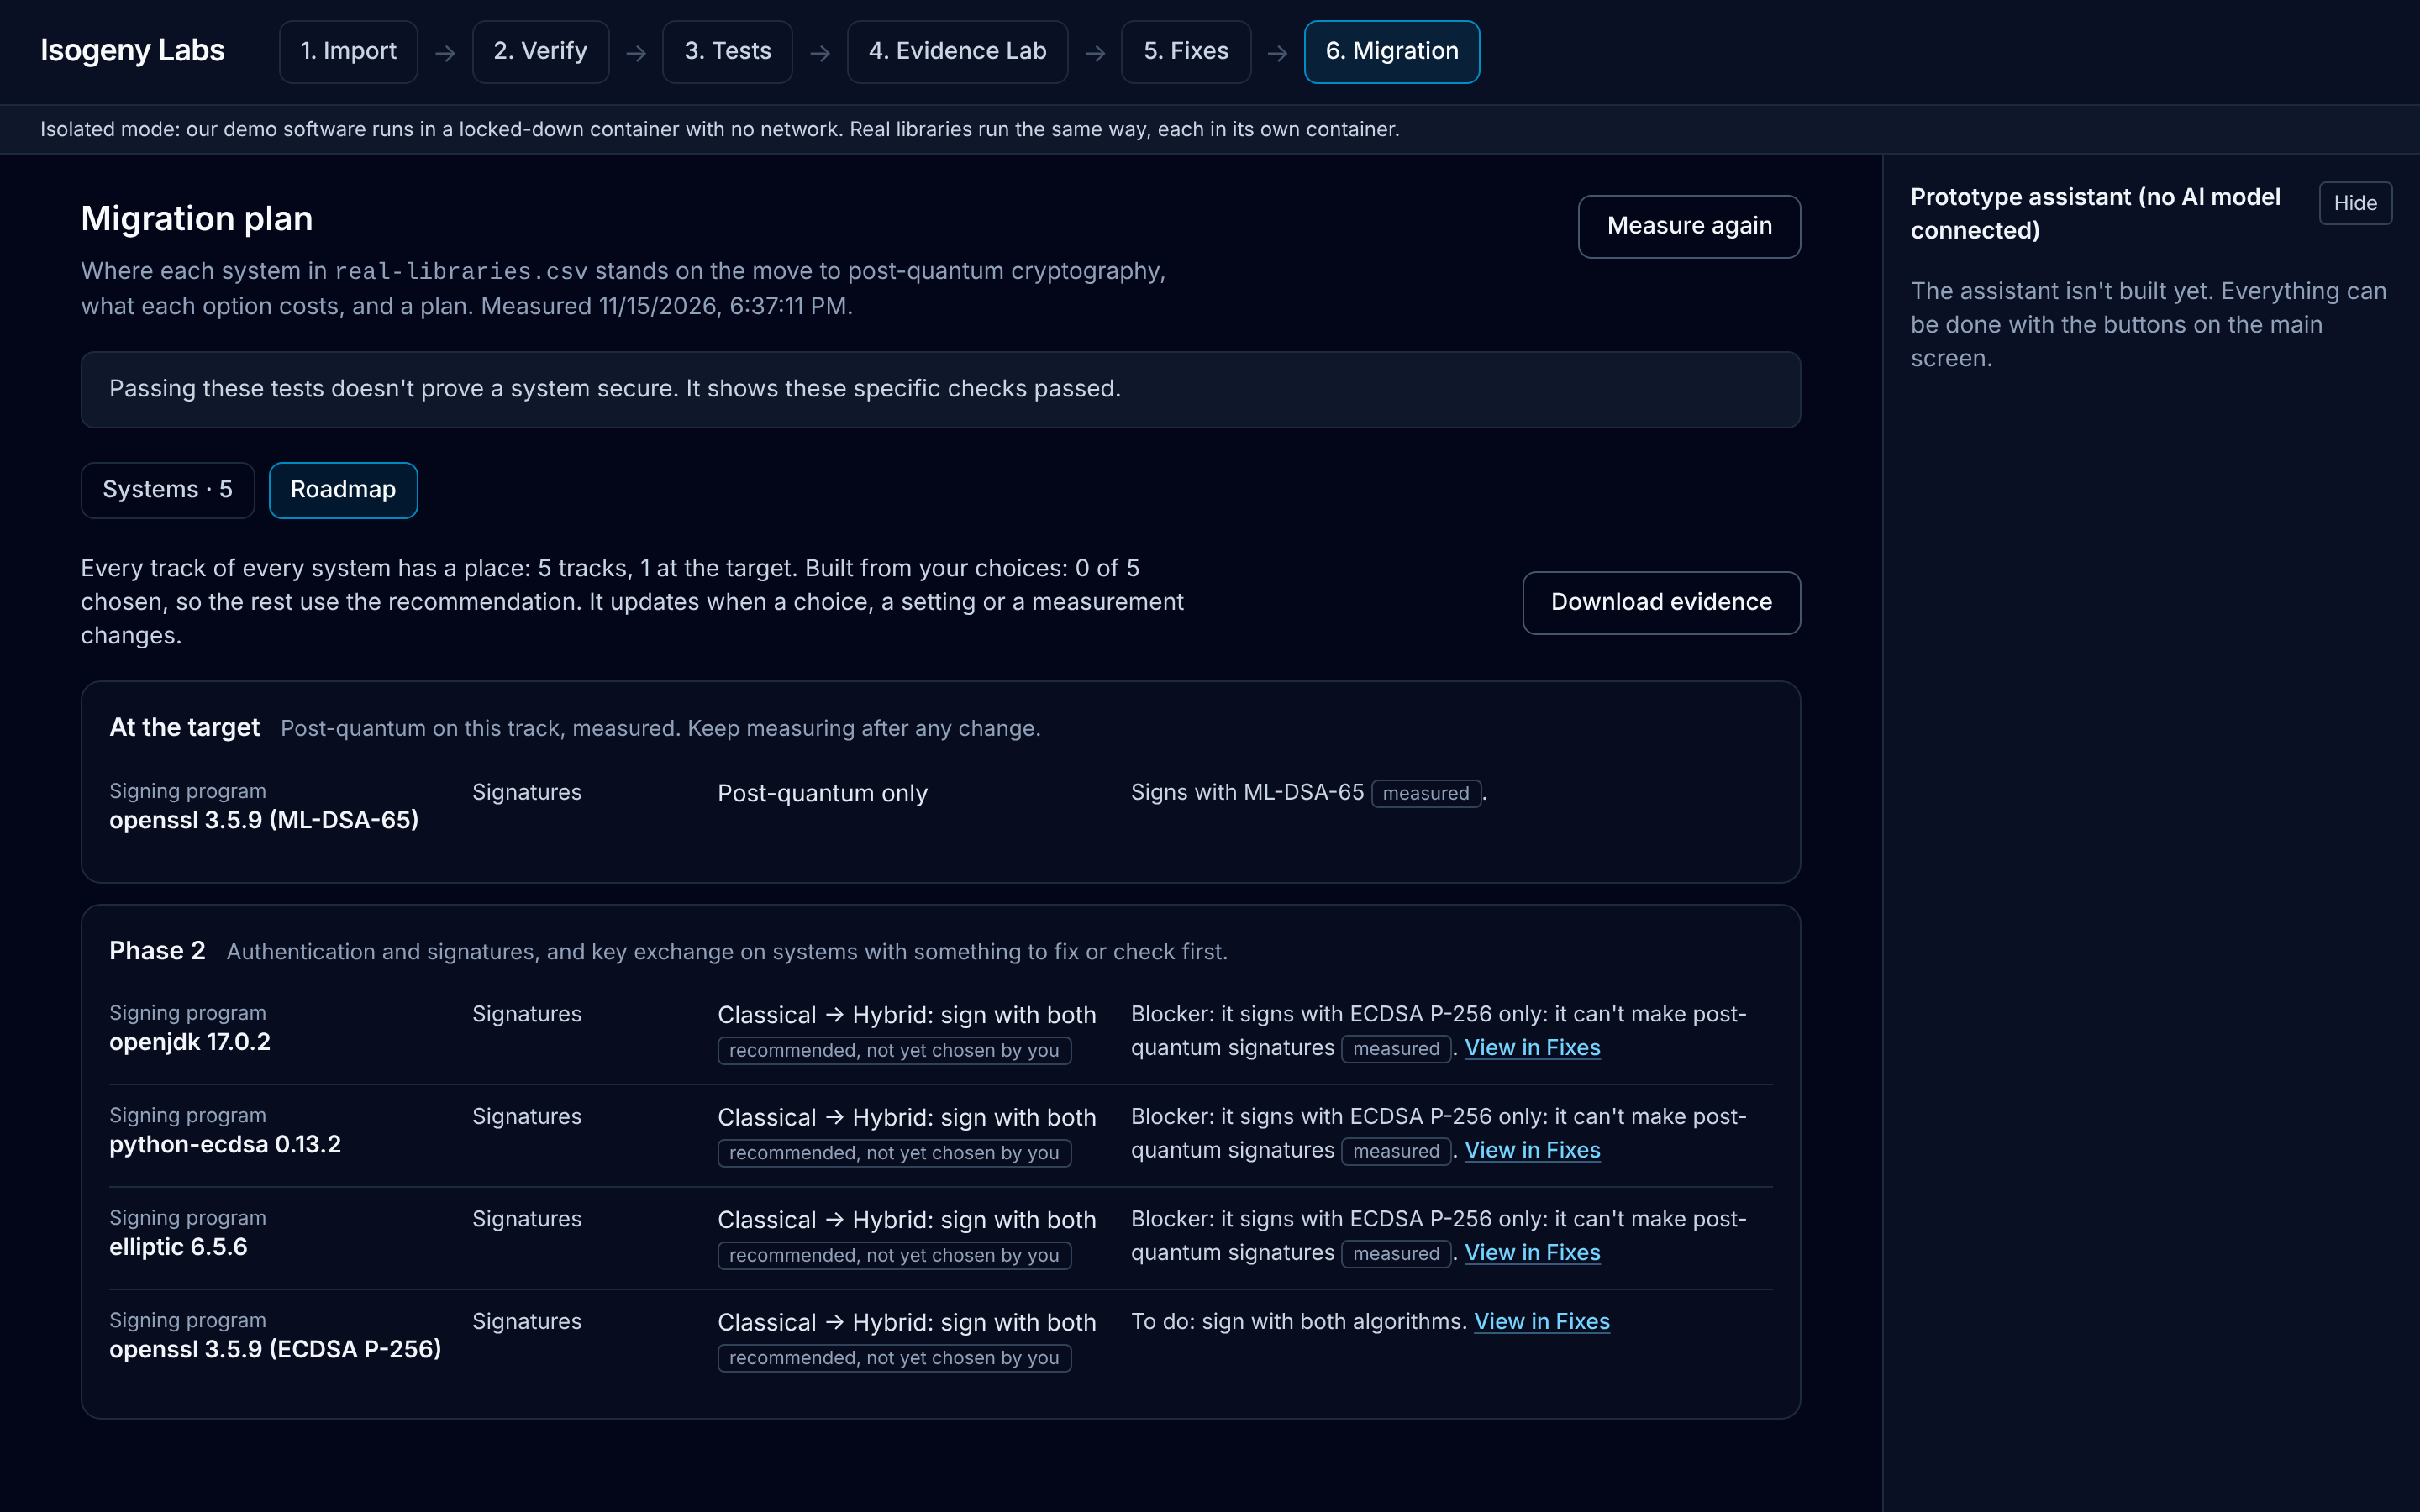 Isogeny Labs
1. Import → 2. Verify → 3. Tests → 4. Evidence Lab → 5. Fixes → 6. Migration
Isolated mode: our demo software runs in a locked-down container with no network. Real libraries run the same way, each in its own container.
Migration plan
Measure again
Where each system in real-libraries.csv stands on the move to post-quantum cryptography,
what each option costs, and a plan. Measured 11/15/2026, 6:37:11 PM.
Passing these tests doesn't prove a system secure. It shows these specific checks passed.
Systems · 5
Roadmap
Every track of every system has a place: 5 tracks, 1 at the target. Built from your choices: 0 of 5
chosen, so the rest use the recommendation. It updates when a choice, a setting or a measurement
changes.
Download evidence
At the target Post-quantum on this track, measured. Keep measuring after any change.
Signing program
openssl 3.5.9 (ML-DSA-65)
Signatures
Post-quantum only
Signs with ML-DSA-65 measured.
Phase 2 Authentication and signatures, and key exchange on systems with something to fix or check first.
Signing program
openjdk 17.0.2
Signatures
Classical → Hybrid: sign with both
recommended, not yet chosen by you
Blocker: it signs with ECDSA P-256 only: it can't make post-
quantum signatures measured. View in Fixes
Signing program
python-ecdsa 0.13.2
Signatures
Classical → Hybrid: sign with both
recommended, not yet chosen by you
Blocker: it signs with ECDSA P-256 only: it can't make post-
quantum signatures measured. View in Fixes
Signing program
elliptic 6.5.6
Signatures
Classical → Hybrid: sign with both
recommended, not yet chosen by you
Blocker: it signs with ECDSA P-256 only: it can't make post-
quantum signatures measured. View in Fixes
Signing program
openssl 3.5.9 (ECDSA P-256)
Signatures
Classical → Hybrid: sign with both
recommended, not yet chosen by you
To do: sign with both algorithms. View in Fixes
Prototype assistant (no AI model
connected)
Hide
The assistant isn't built yet. Everything can
be done with the buttons on the main
screen.